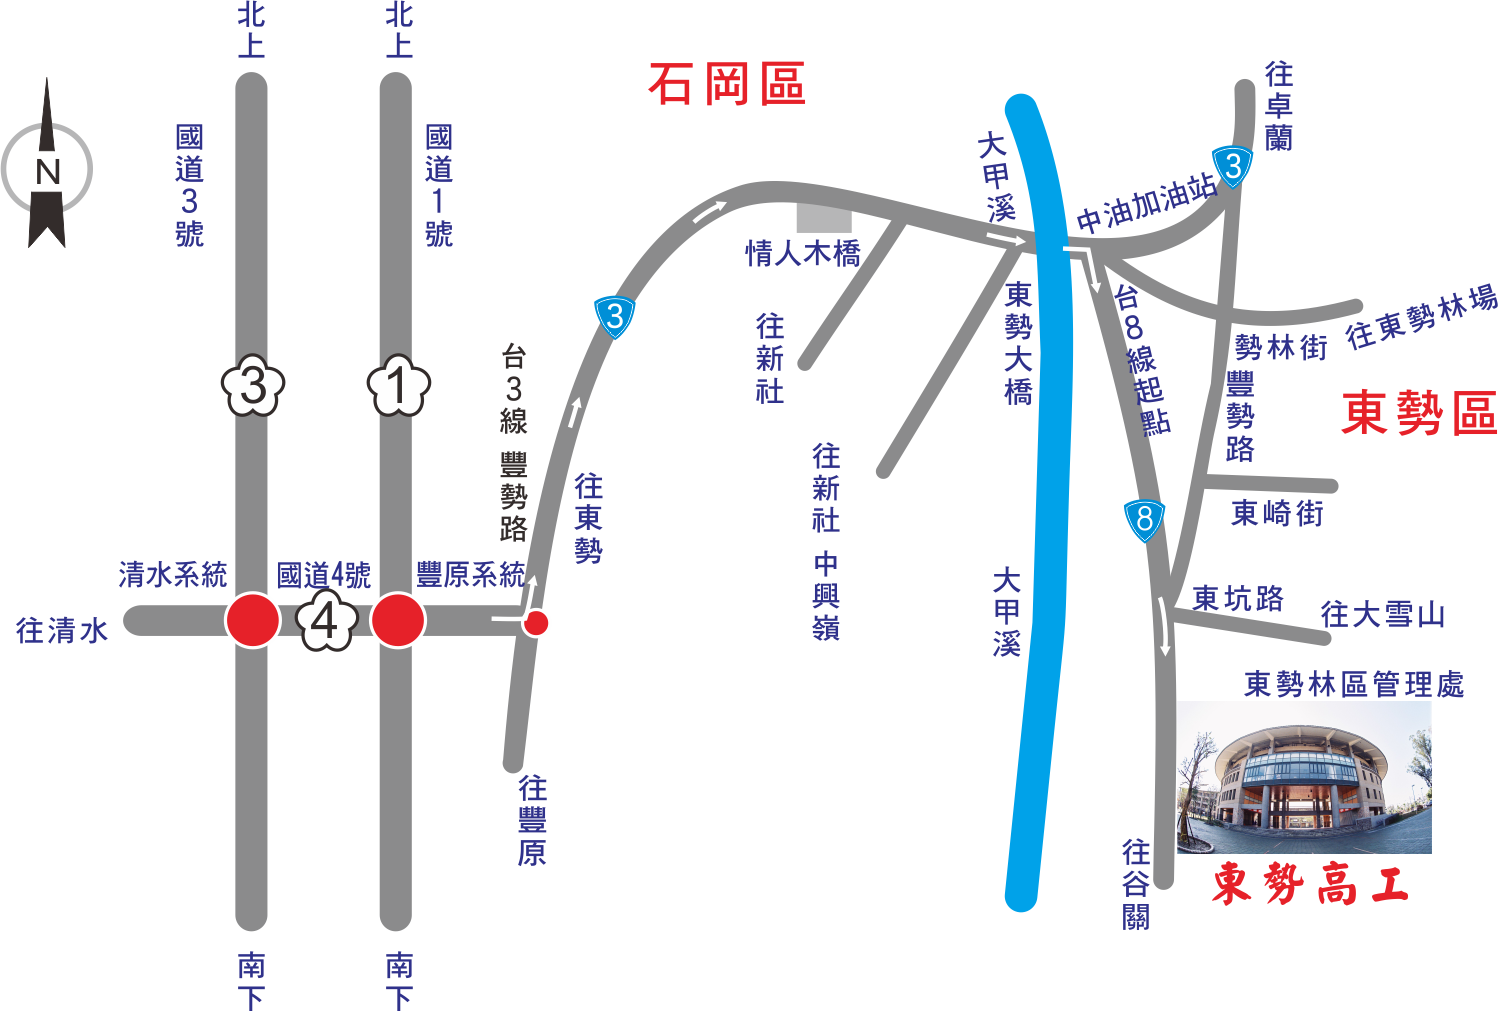 北上
北上
石岡區
國道3號
國道1號
往卓蘭
大甲溪
中油加油站
3
N
情人木橋
3
往新社
東勢大橋
台8線起點
往東勢林場
勢林街
豐勢路
東勢區
台3線 豐勢路
3
1
往東勢
往新社 中興嶺
8
東崎街
清水系統
國道4號
豐原系統
4
往清水
大甲溪
東坑路
往大雪山
東勢林區管理處
往豐原
往谷關
東勢高工
南下
南下